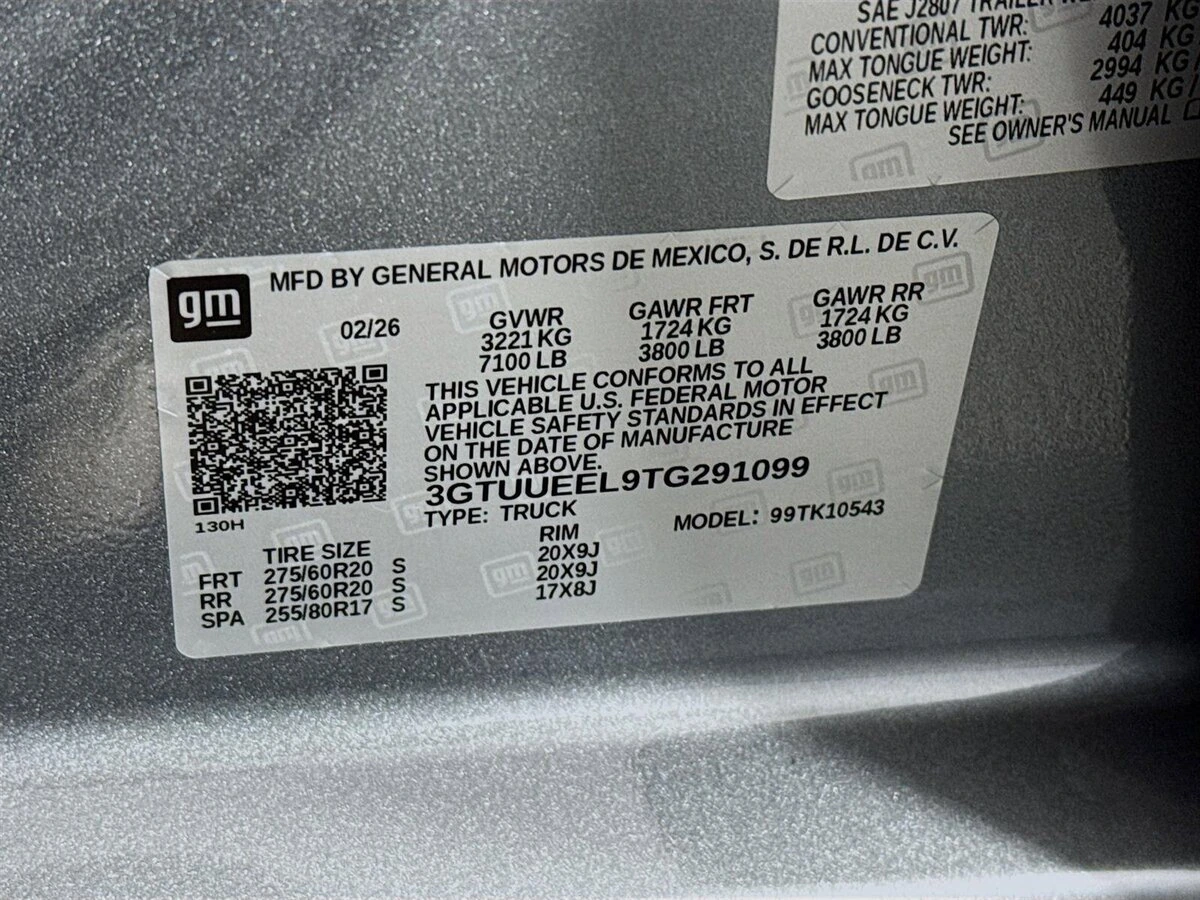 SAE J2807 TRAILER
CONVENTIONAL TWR: 4037 KG
MAX TONGUE WEIGHT: 404 KG
GOOSENECK TWR: 2994 KG/
MAX TONGUE WEIGHT: 449 KG/
SEE OWNER'S MANUAL
gm
MFD BY GENERAL MOTORS DE MEXICO, S. DE R.L. DE C.V.
02/26
GVWR GAWR FRT GAWR RR
3221 KG 1724 KG 1724 KG
7100 LB 3800 LB 3800 LB
THIS VEHICLE CONFORMS TO ALL
APPLICABLE U.S. FEDERAL MOTOR
VEHICLE SAFETY STANDARDS IN EFFECT
ON THE DATE OF MANUFACTURE
SHOWN ABOVE.
3GTUUEEL9TG291099
130H
TYPE: TRUCK MODEL: 99TK10543
TIRE SIZE RIM
FRT 275/60R20 S 20X9J
RR 275/60R20 S 20X9J
SPA 255/80R17 S 17X8J